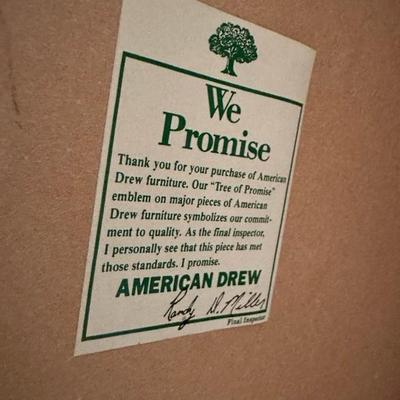 We
Promise
Thank you for your purchase of American
Drew furniture. Our "Tree of Promise"
emblem on major pieces of American
Drew furniture symbolizes our commit-
ment to quality. As the final inspector,
I personally see that this piece has met
those standards. I promise.
AMERICAN DREW
Randy D. Miller
Final Inspector